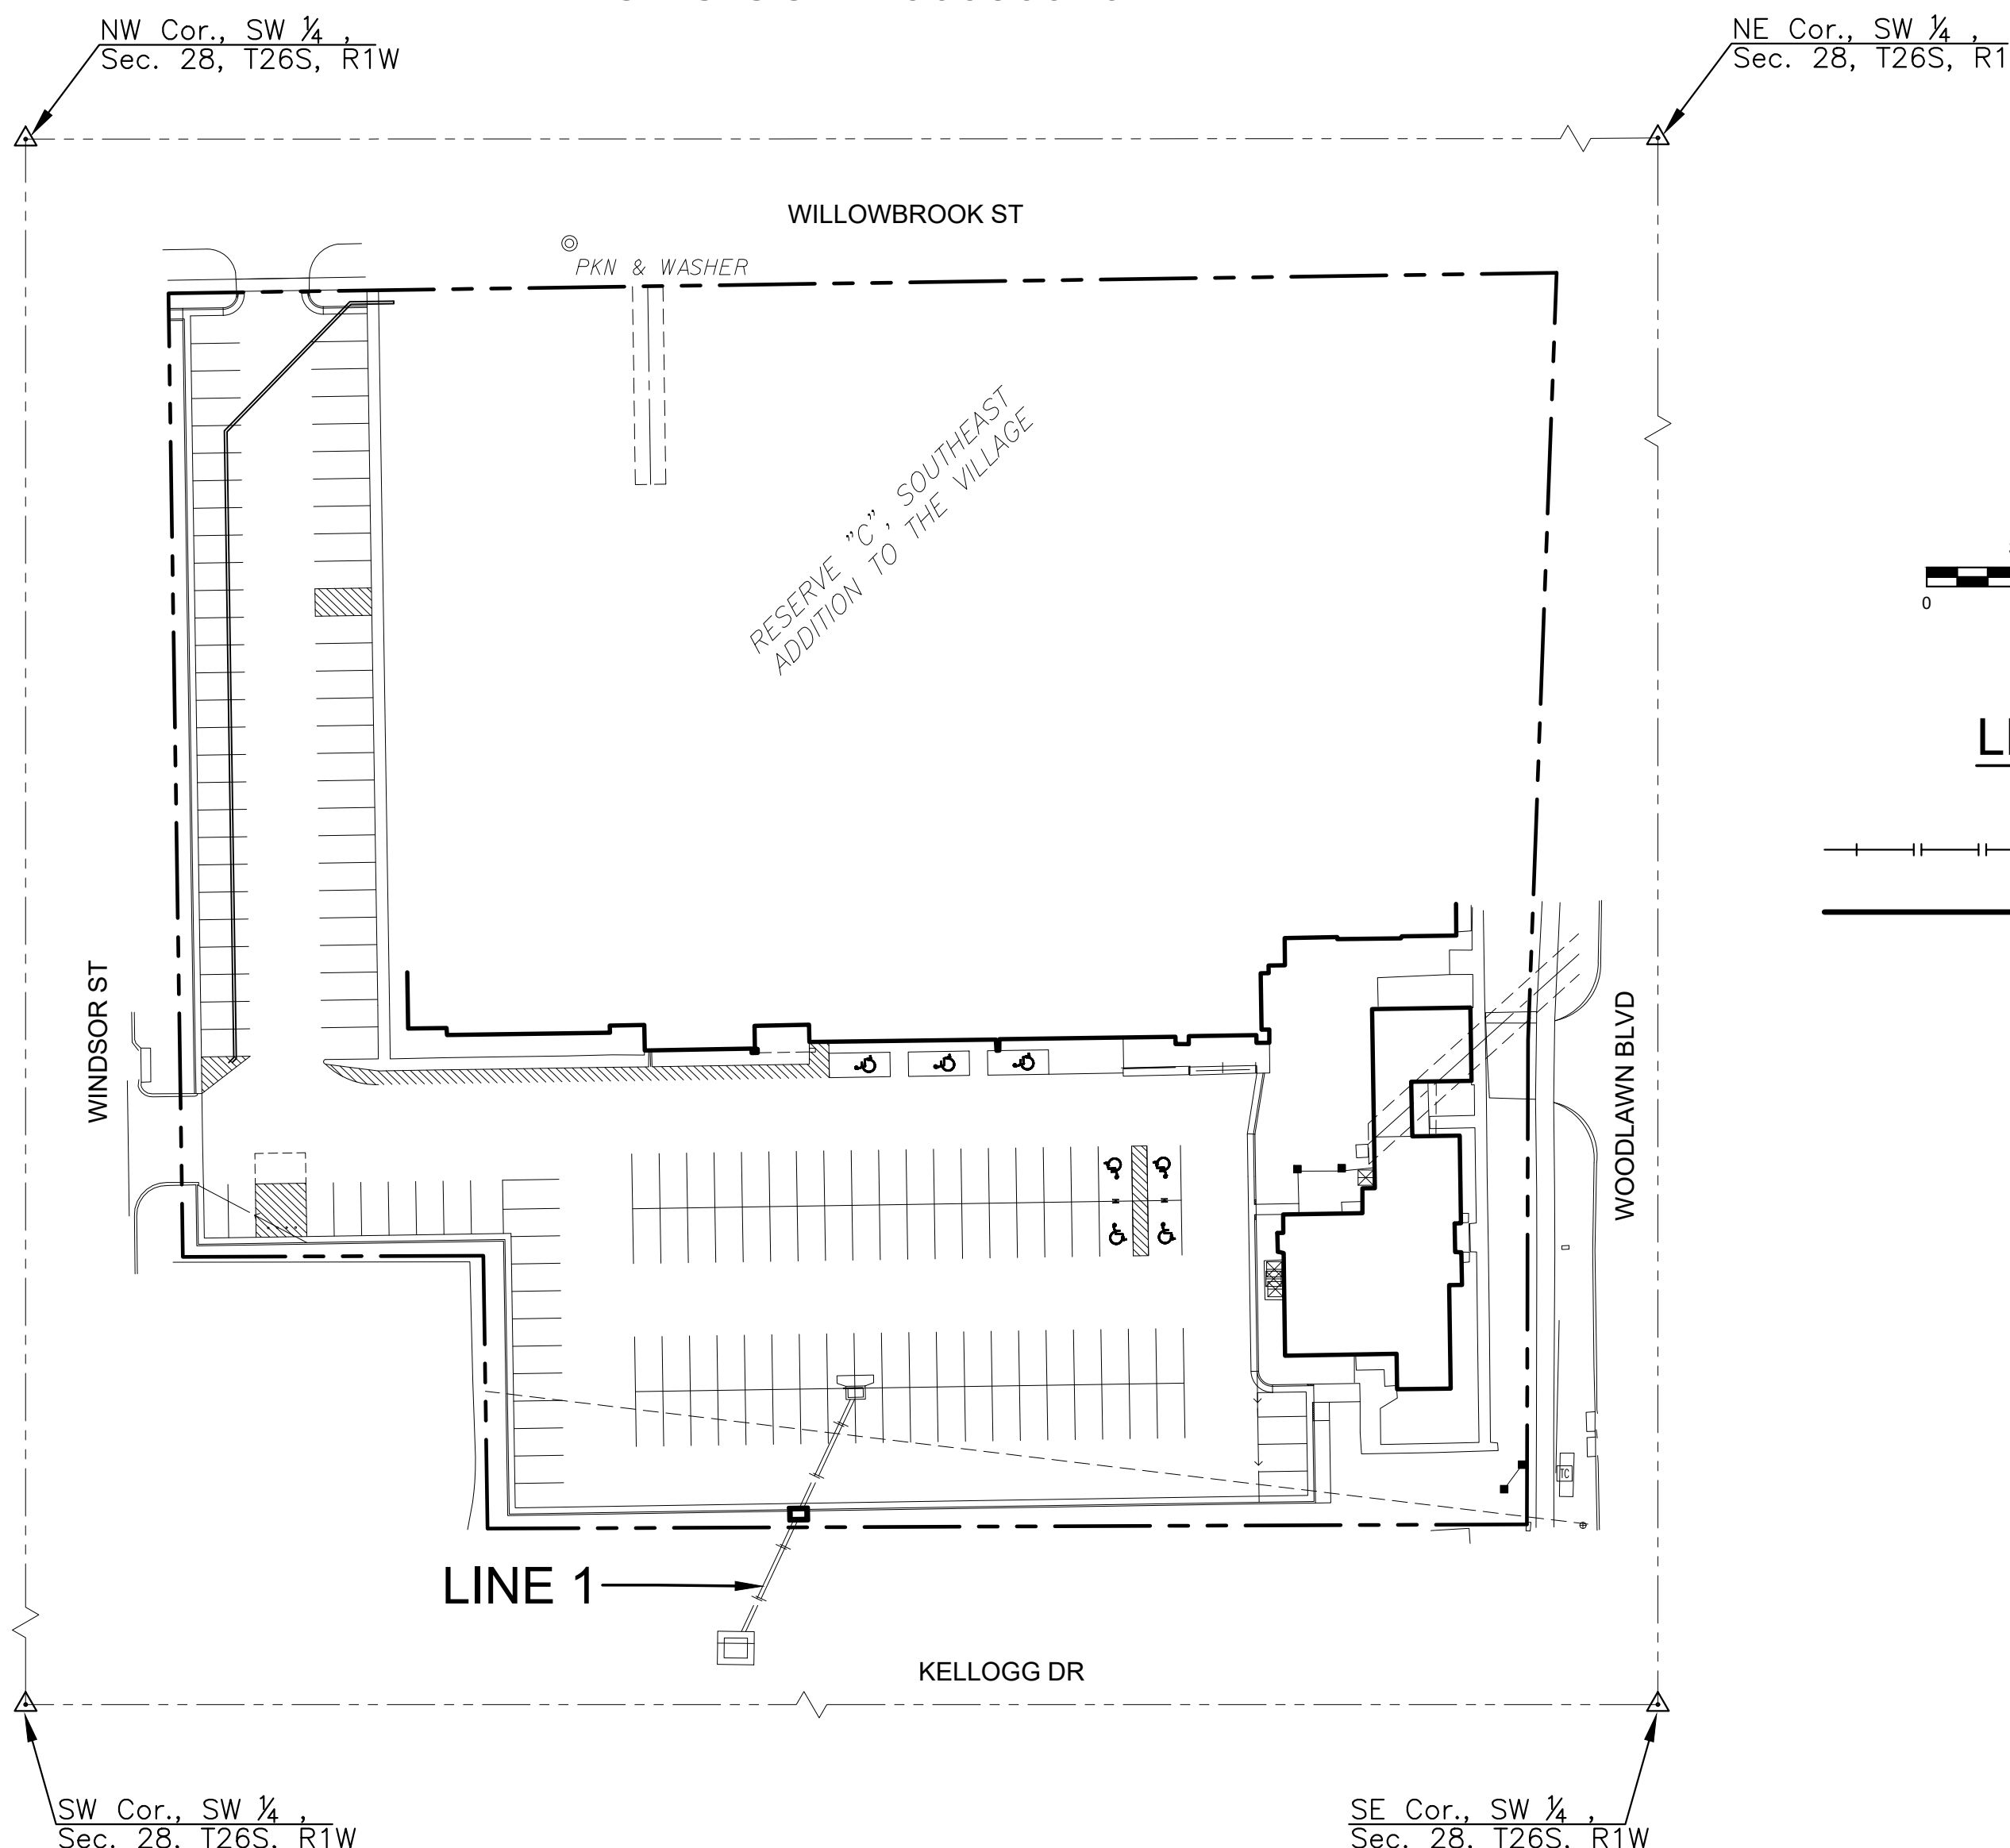 NW Cor., SW ¼ ,
Sec. 28, T26S, R1W
NE Cor., SW ¼ ,
Sec. 28, T26S, R1
WILLOWBROOK ST
PKN & WASHER
RESERVE "C", SOUTHEAST
ADDITION TO THE VILLAGE
0
WINDSOR ST
WOODLAWN BLVD
TC
LINE 1
KELLOGG DR
SW Cor., SW ¼ ,
Sec. 28, T26S, R1W
SE Cor., SW ¼ ,
Sec. 28, T26S, R1W